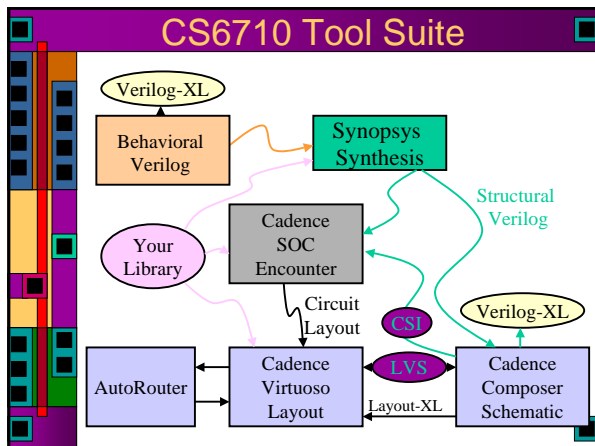 CS6710 Tool Suite
Verilog-XL
Behavioral
Verilog
Synopsys
Synthesis
Structural
Verilog
Your
Library
Cadence
SOC
Encounter
Circuit
Layout
CSI
Verilog-XL
AutoRouter
Cadence
Virtuoso
Layout
LVS
Layout-XL
Cadence
Composer
Schematic